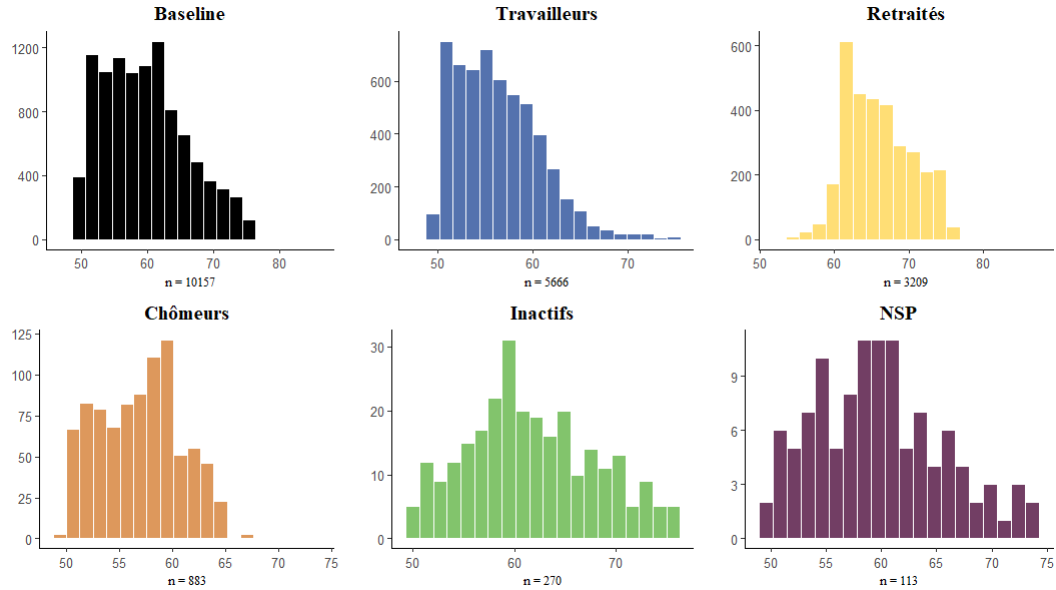 Baseline
Travailleurs
Retraités
1200
800
400
0
50 60 70 80
n = 10157
600
400
200
0
50 60 70
n = 5666
600
400
200
0
50 60 70 80
n = 3209
Chômeurs
Inactifs
NSP
125
100
75
50
25
0
50 55 60 65 70 75
n = 883
30
20
10
0
50 60 70
n = 270
9
6
3
0
50 55 60 65 70 75
n = 113